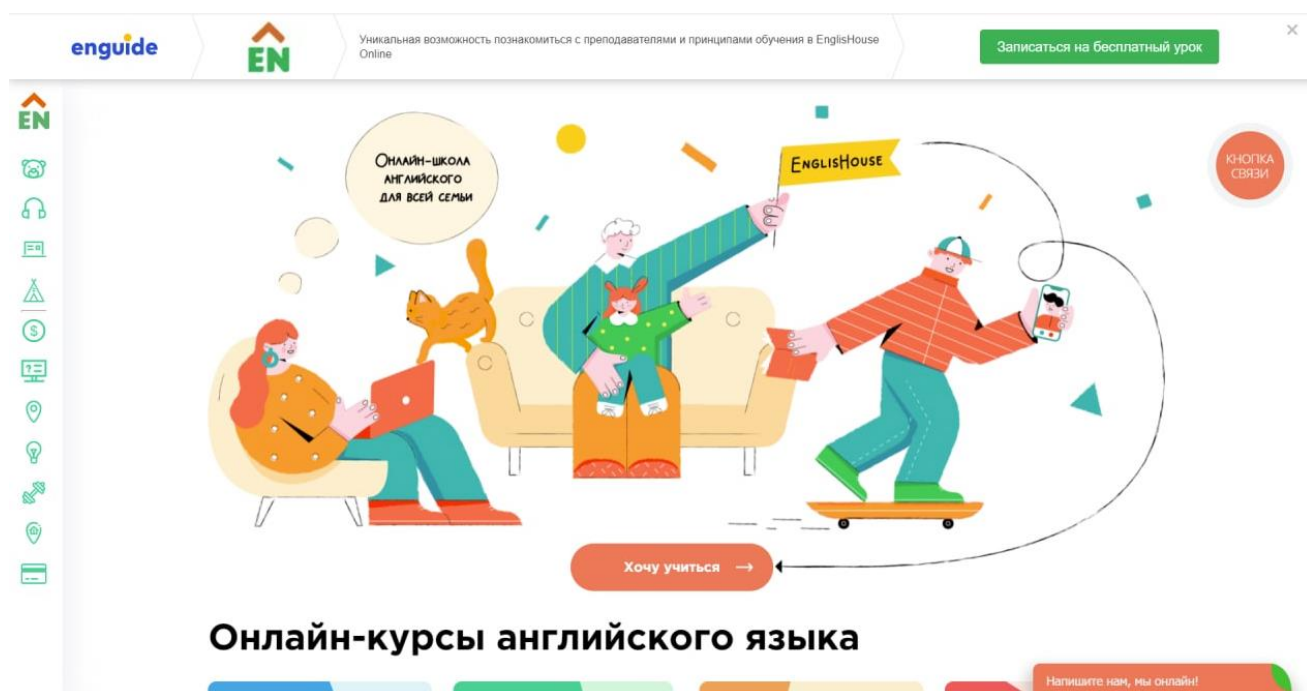 enguide
EN
Уникальная возможность познакомиться с преподавателями и принципами обучения в EnglisHouse
Online
Записаться на бесплатный урок
EN
Онлайн-школа
английского
для всей семьи
EnglisHouse
КНОПКА
СВЯЗИ
Хочу учиться
Онлайн-курсы английского языка
Напишите нам, мы онлайн!